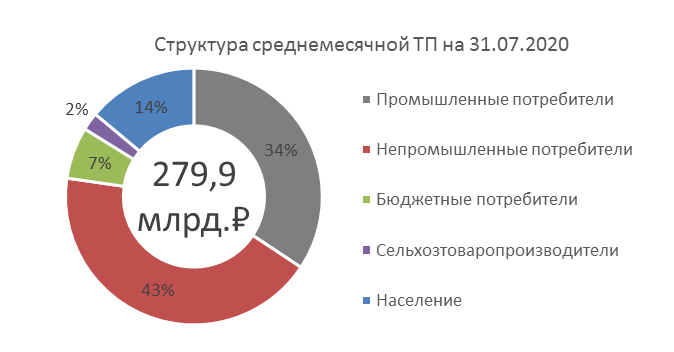 Структура среднемесячной ТП на 31.07.2020
2%
14%
34%
7%
43%
279,9
млрд.₽
Промышленные потребители
Непромышленные потребители
Бюджетные потребители
Сельхозтоваропроизводители
Население